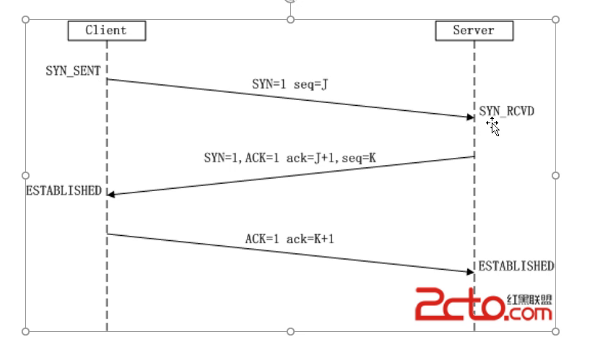 Client
Server
SYN_SENT
SYN=1 seq=J
SYN_RCVD
SYN=1,ACK=1 ack=J+1,seq=K
ESTABLISHED
ACK=1 ack=K+1
ESTABLISHED
2cto.com
红黑联盟